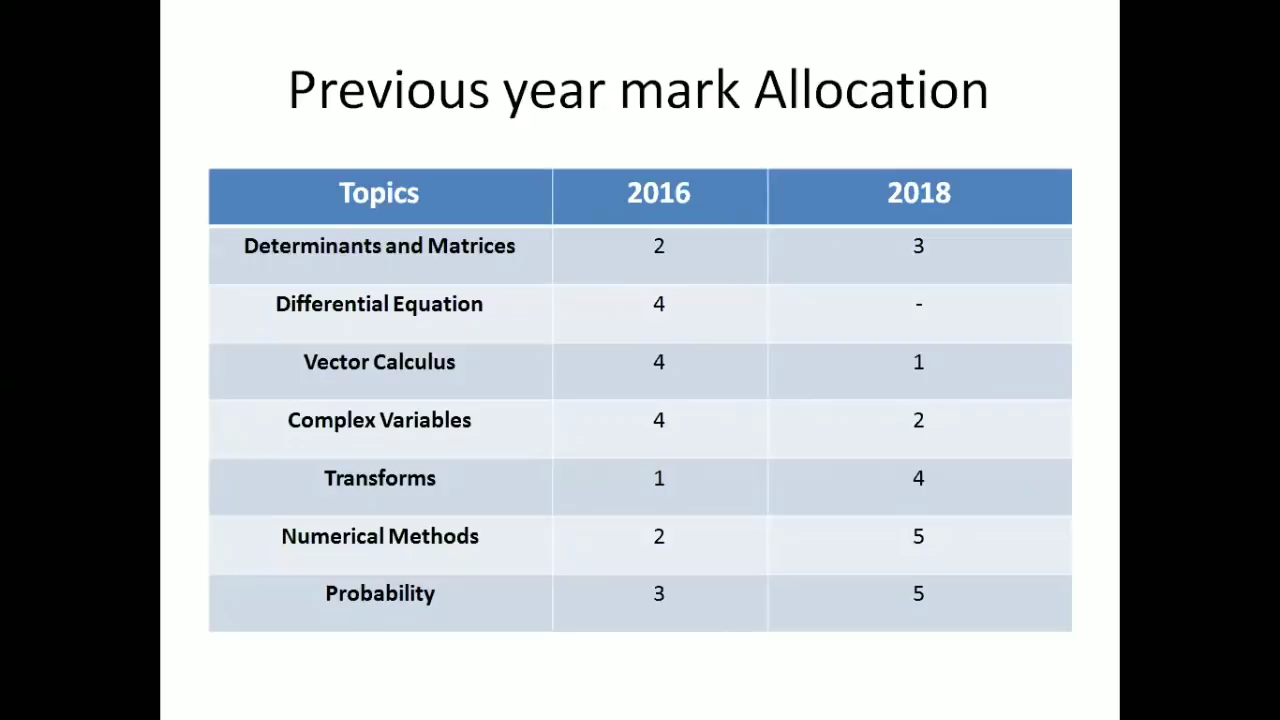 Previous year mark Allocation
Topics 2016 2018
Determinants and Matrices 2 3
Differential Equation 4 -
Vector Calculus 4 1
Complex Variables 4 2
Transforms 1 4
Numerical Methods 2 5
Probability 3 5